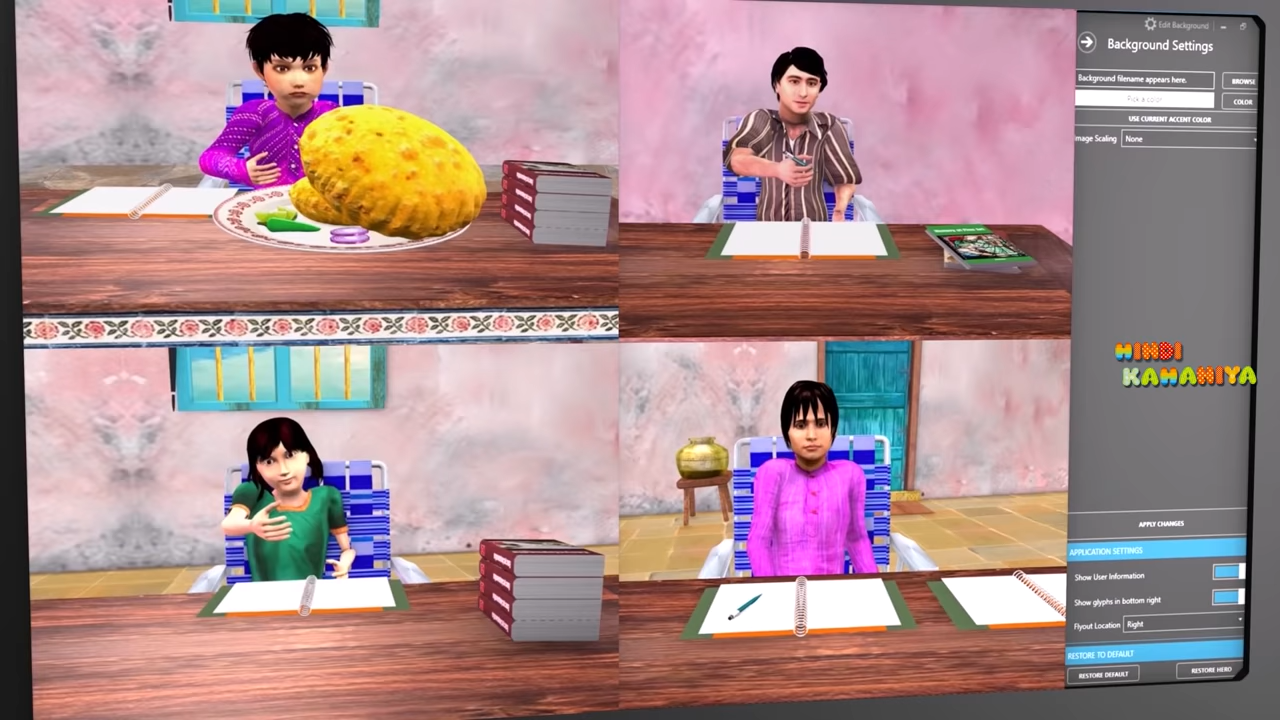 Edit Background
Background Settings
Background filename appears here.
BROWSE
Pick a color
COLOR
USE CURRENT ACCENT COLOR
Image Scaling
None
HINDI
KAHANIYA
APPLY CHANGES
APPLICATION SETTINGS
Show User Information
Show glyphs in bottom right
Flyout Location
Right
RESTORE TO DEFAULT
RESTORE DEFAULT
RESTORE HERO